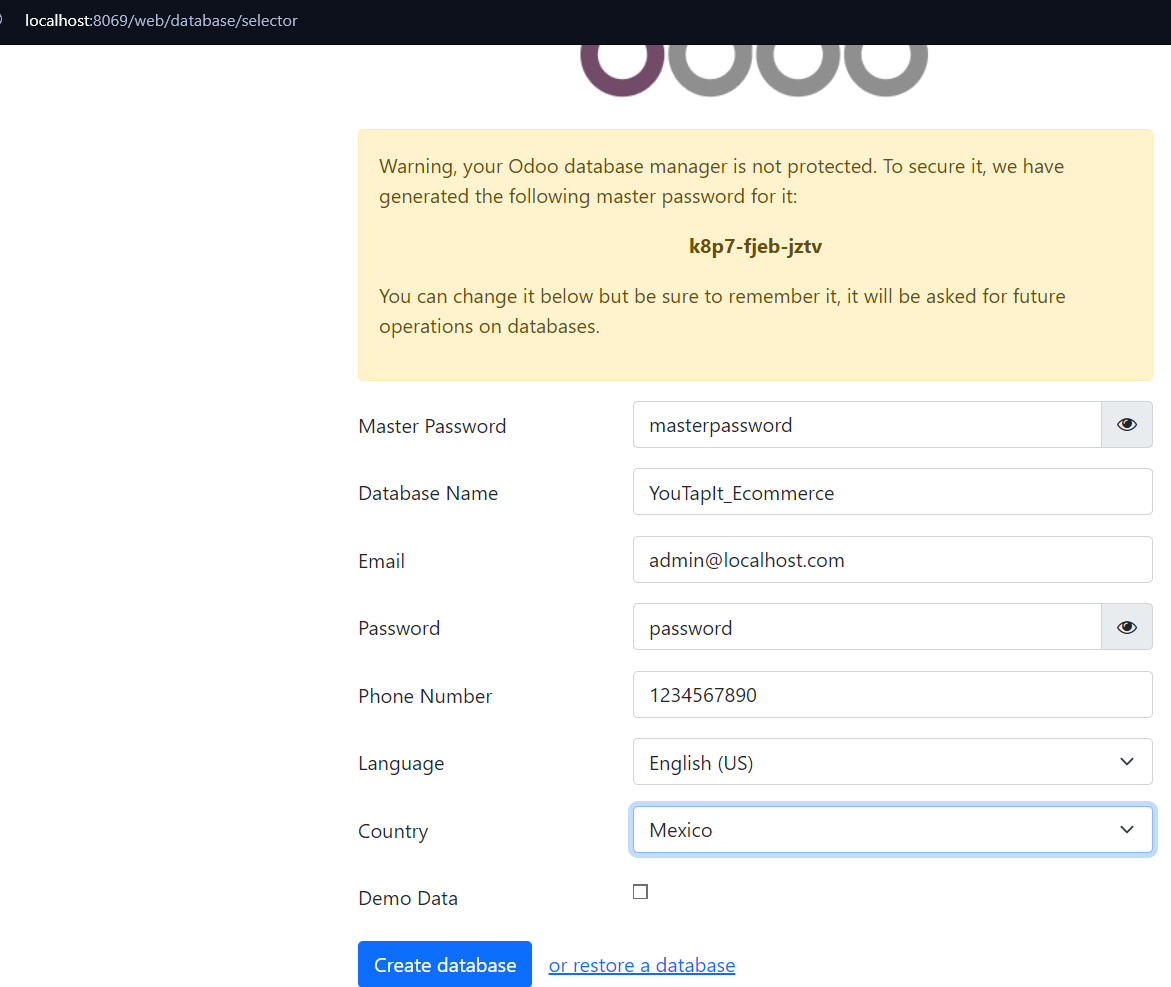 localhost:8069/web/database/selector
odoo
Warning, your Odoo database manager is not protected. To secure it, we have
generated the following master password for it:
k8p7-fjeb-jztv
You can change it below but be sure to remember it, it will be asked for future
operations on databases.
Master Password masterpassword
Database Name YouTapIt_Ecommerce
Email admin@localhost.com
Password password
Phone Number 1234567890
Language English (US)
Country Mexico
Demo Data
Create database or restore a database